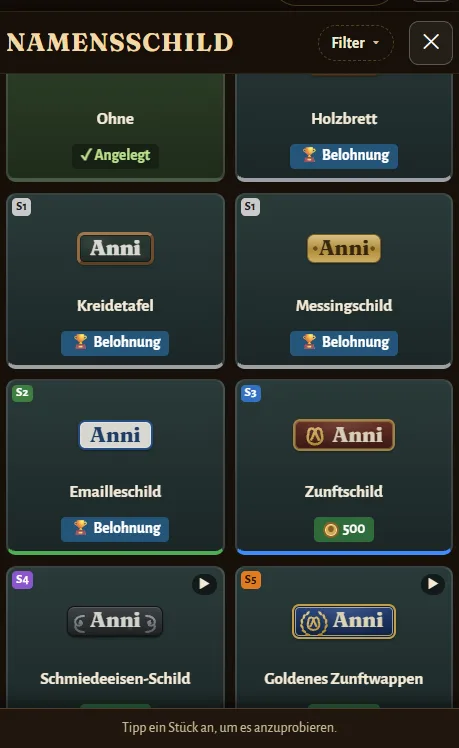 NAMENSSCHILD
Filter
Ohne
Holzbrett
✓ Angelegt
Belohnung
S1
S1
Anni
Anni
Kreidetafel
Messingschild
Belohnung
Belohnung
S2
S3
Anni
Anni
Emailleschild
Zunftschild
Belohnung
500
S4
S5
Anni
Anni
Schmiedeeisen-Schild
Goldenes Zunftwappen
Tipp ein Stück an, um es anzuprobieren.